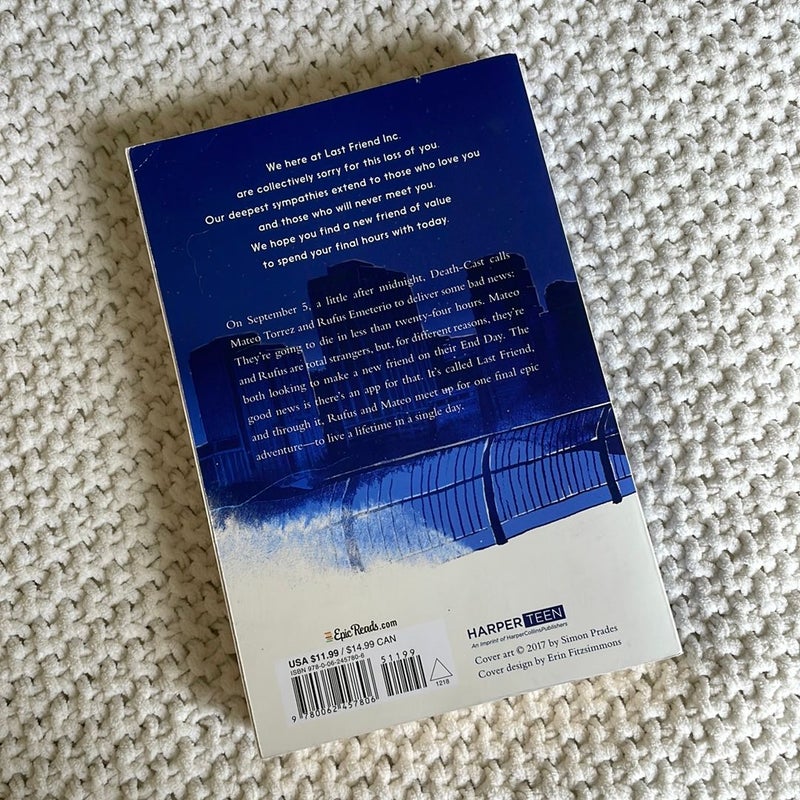 We here at Last Friend Inc.
are collectively sorry for this loss of you.
Our deepest sympathies extend to those who love you
and those who will never meet you.
We hope you find a new friend of value
to spend your final hours with today.
On September 5, a little after midnight, Death-Cast calls
Mateo Torrez and Rufus Emeterio to deliver some bad news:
They're going to die in less than twenty-four hours. Mateo
and Rufus are total strangers, but, for different reasons, they're
both looking to make a new friend on their End Day. The
good news is there's an app for that. It's called Last Friend,
and through it, Rufus and Mateo meet up for one final epic
adventure—to live a lifetime in a single day.
EpicReads.com
USA $11.99 / $14.99 CAN
ISBN 978-0-06-245780-6
51199
9 780062 457806
1218
HARPER TEEN
An Imprint of HarperCollinsPublishers
Cover art © 2017 by Simon Prades
Cover design by Erin Fitzsimmons